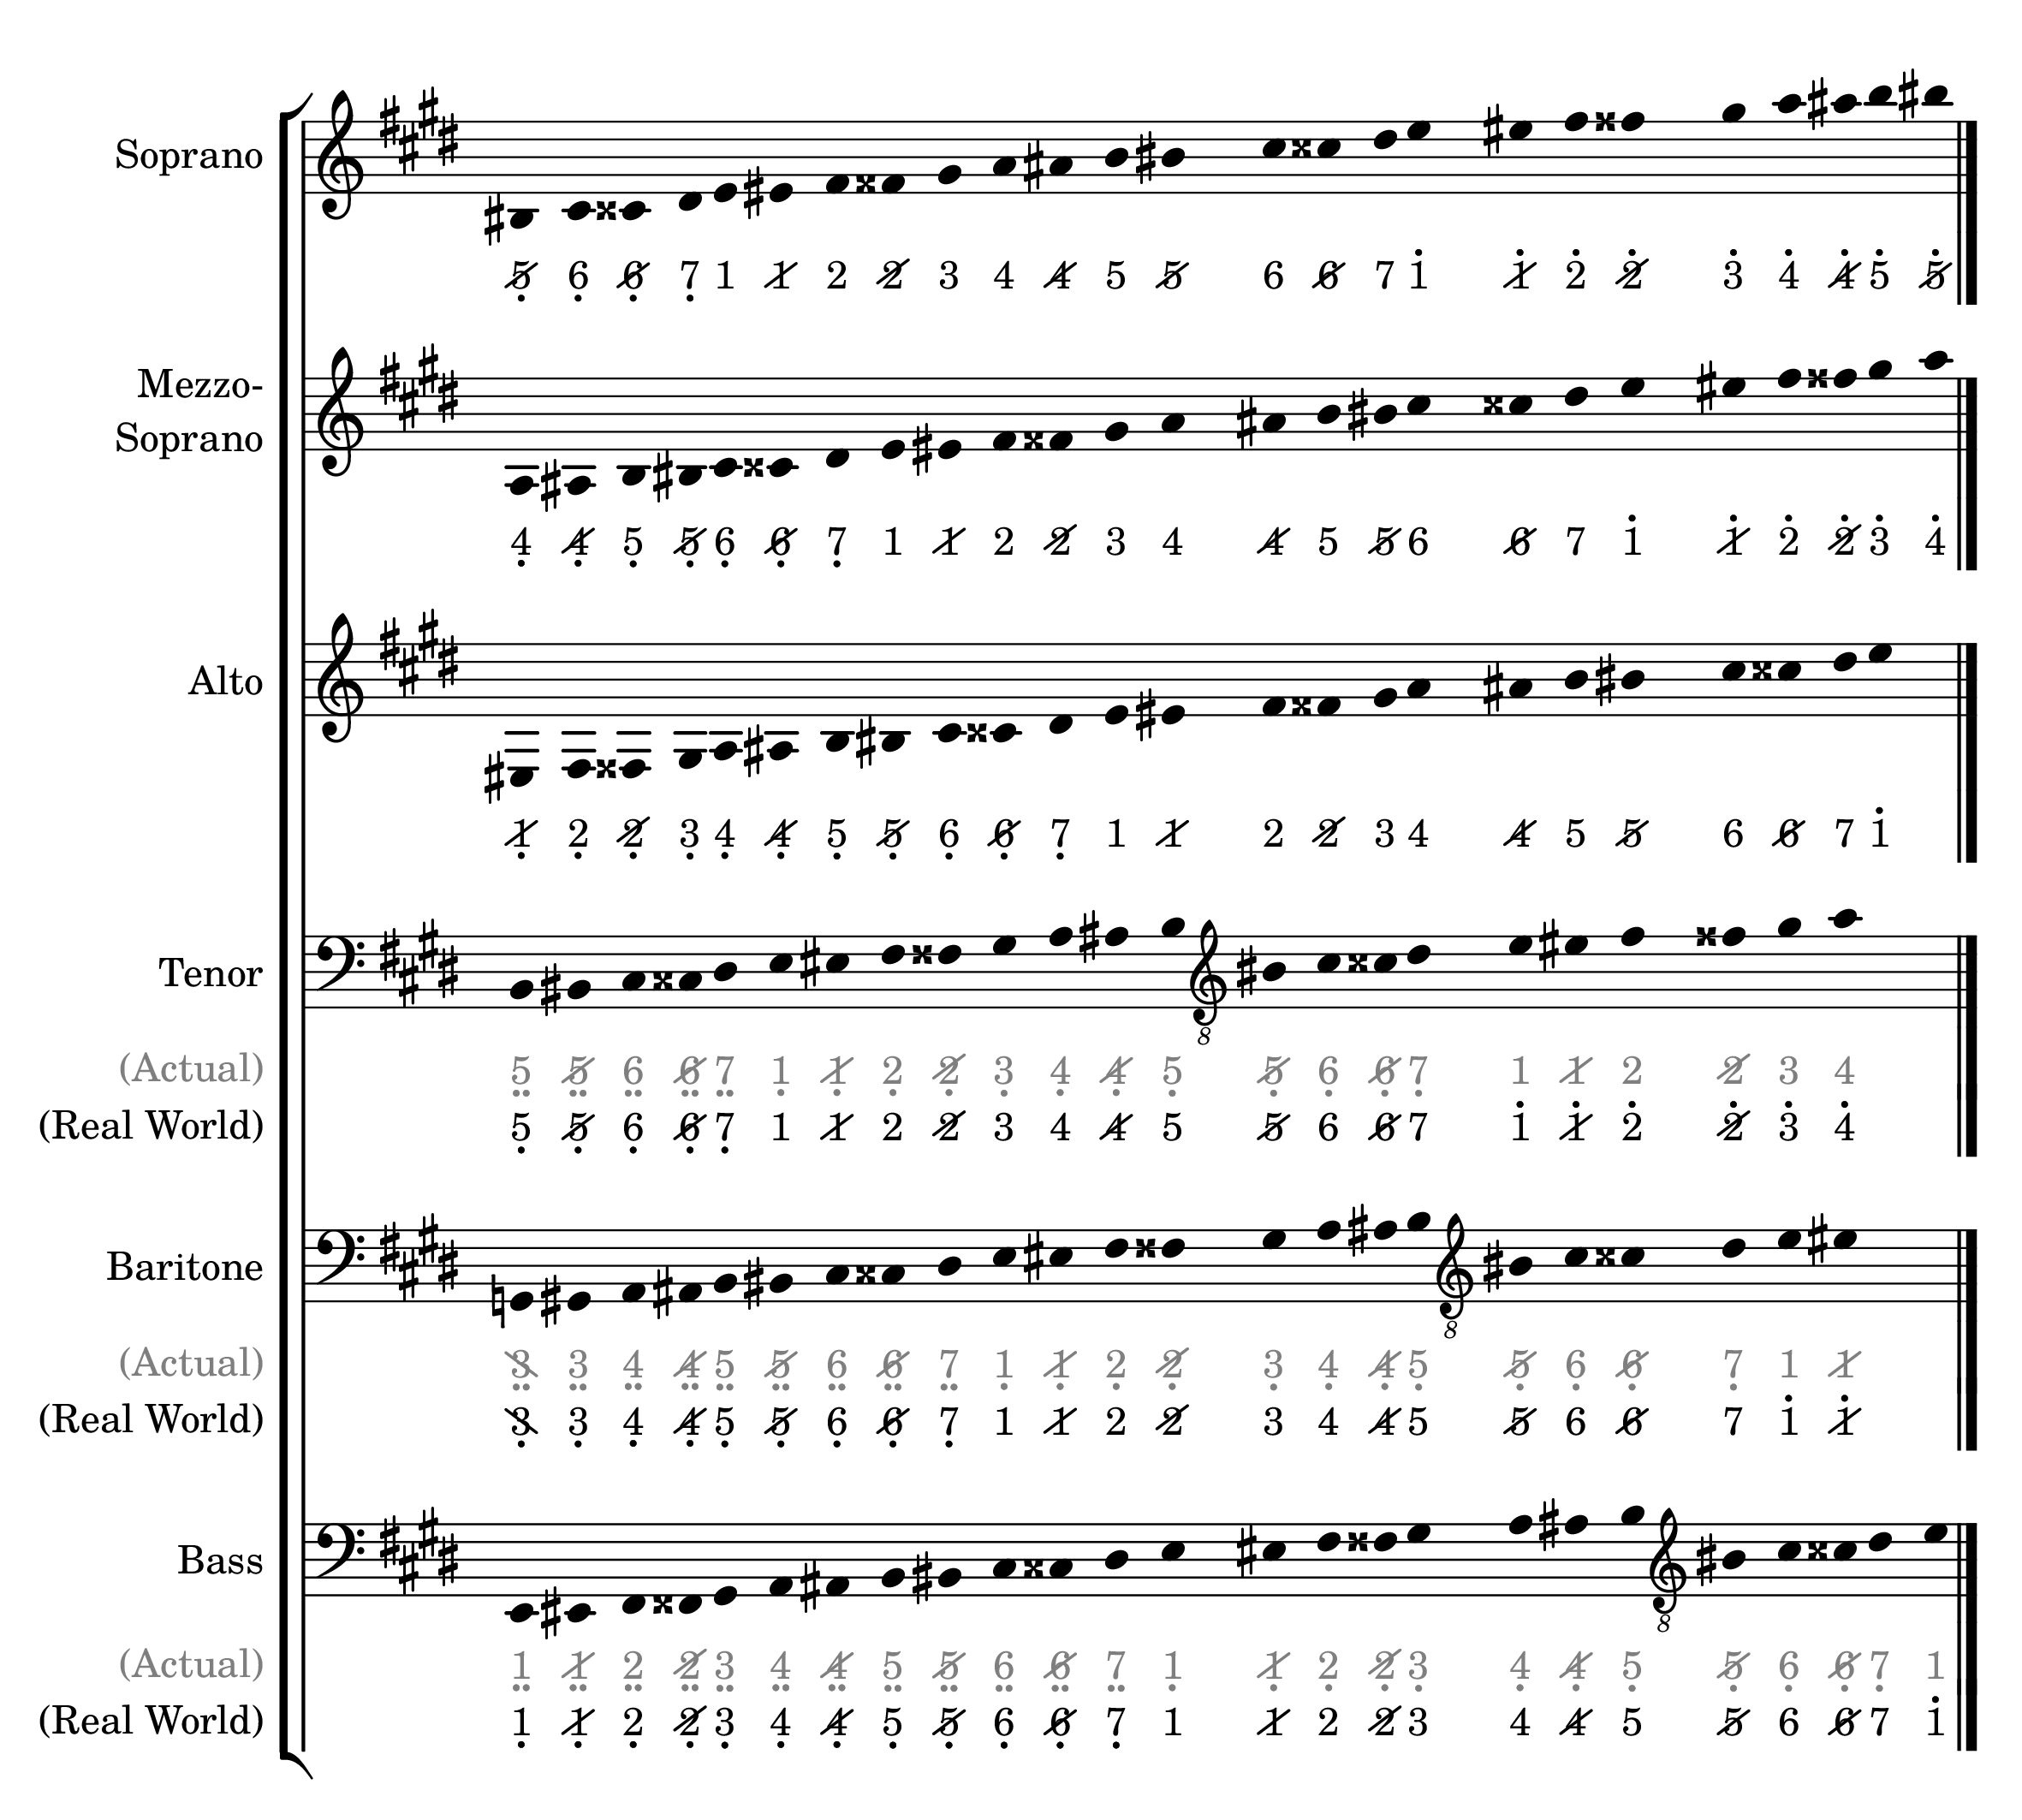 Soprano
5 6 6 7 1 1 2 2 3 4 4 5 5 6 6 7 1 1 2 2 3 4 4 5 5
Mezzo-
Soprano
4 4 5 5 6 6 7 1 1 2 2 3 4 4 5 5 6 6 7 1 1 2 2 3 4
Alto
1 2 2 3 4 4 5 5 6 6 7 1 1 2 2 3 4 4 5 5 6 6 7 1
Tenor
8
(Actual) 5 5 6 6 7 1 1 2 2 3 4 4 5 5 6 6 7 1 1 2 2 3 4
(Real World) 5 5 6 6 7 1 1 2 2 3 4 4 5 5 6 6 7 1 1 2 2 3 4
Baritone
8
(Actual) 3 3 4 4 5 5 6 6 7 1 1 2 2 3 4 4 5 5 6 6 7 1 1
(Real World) 3 3 4 4 5 5 6 6 7 1 1 2 2 3 4 4 5 5 6 6 7 1 1
Bass
8
(Actual) 1 1 2 2 3 4 4 5 5 6 6 7 1 1 2 2 3 4 4 5 5 6 6 7 1
(Real World) 1 1 2 2 3 4 4 5 5 6 6 7 1 1 2 2 3 4 4 5 5 6 6 7 1